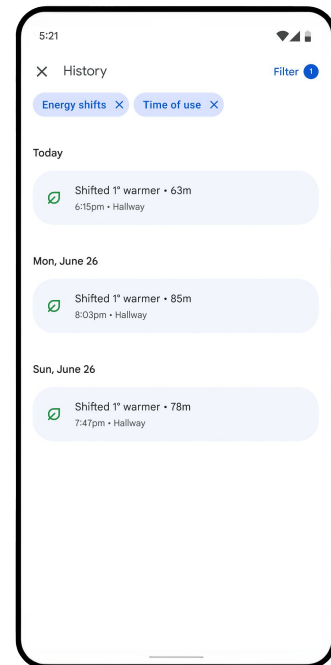 5:21
History
Filter 1
Energy shifts
Time of use
Today
Shifted 1° warmer • 63m
6:15pm • Hallway
Mon, June 26
Shifted 1° warmer • 85m
8:03pm • Hallway
Sun, June 26
Shifted 1° warmer • 78m
7:47pm • Hallway